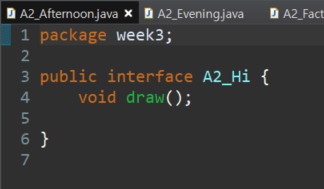 A2_Afternoon.java A2_Evening.java A2_Fact
1 package week3;
2
3 public interface A2_Hi {
4 void draw();
5
6 }
7